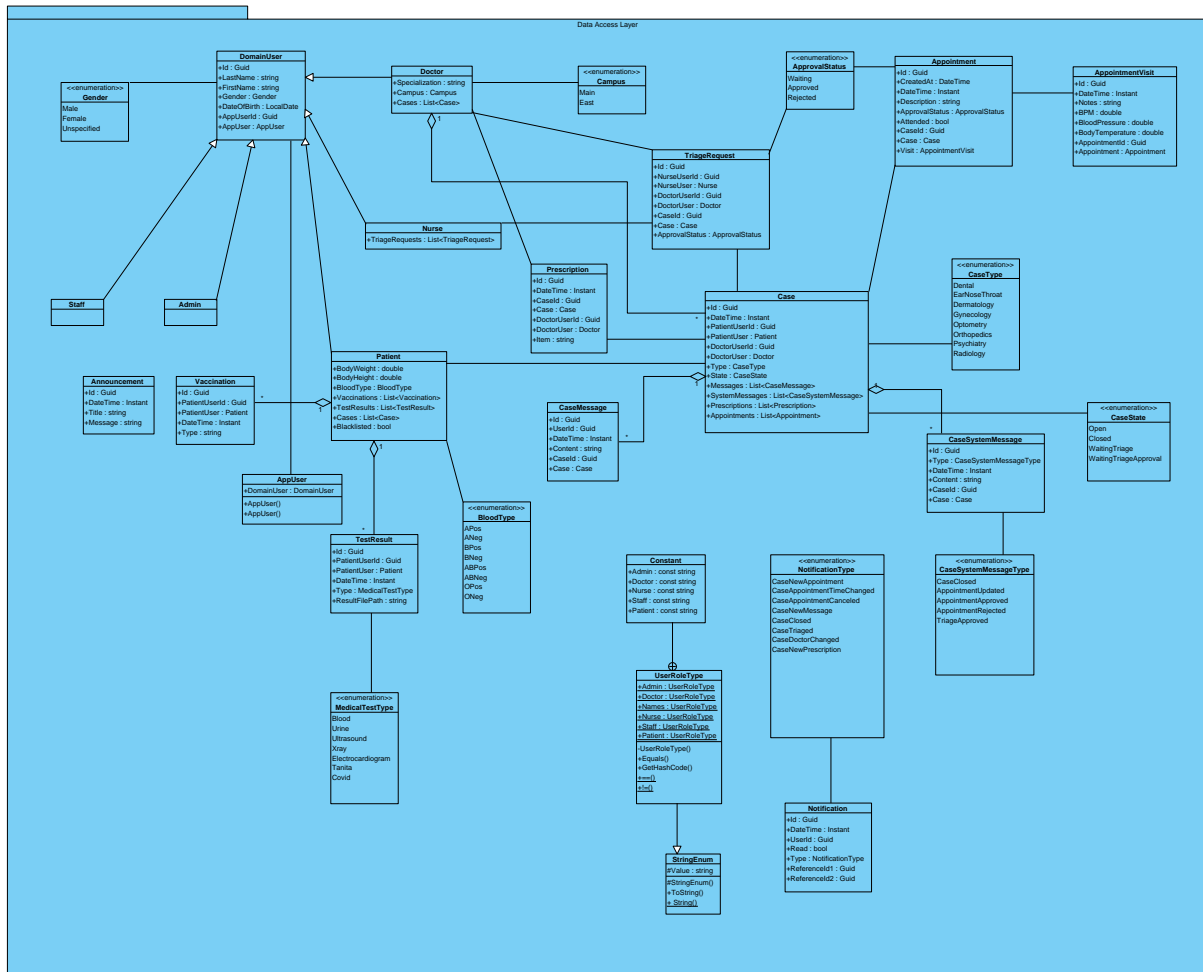 Data Access Layer
DomainUser
+Id : Guid
+LastName : string
+FirstName : string
+Gender : Gender
+DateOfBirth : LocalDate
+AppUserId : Guid
+AppUser : AppUser
<<enumeration>>
Gender
Male
Female
Unspecified
Doctor
+Specialization : string
+Campus : Campus
+Cases : List<Case>
1
<<enumeration>>
Campus
Main
East
<<enumeration>>
ApprovalStatus
Waiting
Approved
Rejected
Appointment
+Id : Guid
+CreatedAt : DateTime
+DateTime : Instant
+Description : string
+ApprovalStatus : ApprovalStatus
+Attended : bool
+CaseId : Guid
+Case : Case
+Visit : AppointmentVisit
AppointmentVisit
+Id : Guid
+DateTime : Instant
+Notes : string
+BPM : double
+BloodPressure : double
+BodyTemperature : double
+AppointmentId : Guid
+Appointment : Appointment
TriageRequest
+Id : Guid
+NurseUserId : Guid
+NurseUser : Nurse
+DoctorUserId : Guid
+DoctorUser : Doctor
+CaseId : Guid
+Case : Case
+ApprovalStatus : ApprovalStatus
Nurse
+TriageRequests : List<TriageRequest>
Prescription
+Id : Guid
+DateTime : Instant
+CaseId : Guid
+Case : Case
+DoctorUserId : Guid
+DoctorUser : Doctor
+Item : string
<<enumeration>>
CaseType
Dental
EarNoseThroat
Dermatology
Gynecology
Optometry
Orthopedics
Psychiatry
Radiology
Staff
Admin
*
Case
+Id : Guid
+DateTime : Instant
+PatientUserId : Guid
+PatientUser : Patient
+DoctorUserId : Guid
+DoctorUser : Doctor
+Type : CaseType
+State : CaseState
+Messages : List<CaseMessage>
+SystemMessages : List<CaseSystemMessage>
+Prescriptions : List<Prescription>
+Appointments : List<Appointment>
1
1
Patient
+BodyWeight : double
+BodyHeight : double
+BloodType : BloodType
+Vaccinations : List<Vaccination>
+TestResults : List<TestResult>
+Cases : List<Case>
+Blacklisted : bool
1
1
Announcement
+Id : Guid
+DateTime : Instant
+Title : string
+Message : string
Vaccination
+Id : Guid
+PatientUserId : Guid
+PatientUser : Patient
+DateTime : Instant
+Type : string
*
CaseMessage
+Id : Guid
+UserId : Guid
+DateTime : Instant
+Content : string
+CaseId : Guid
+Case : Case
*
<<enumeration>>
CaseState
Open
Closed
WaitingTriage
WaitingTriageApproval
*
CaseSystemMessage
+Id : Guid
+Type : CaseSystemMessageType
+DateTime : Instant
+Content : string
+CaseId : Guid
+Case : Case
AppUser
+DomainUser : DomainUser
+AppUser()
+AppUser()
<<enumeration>>
BloodType
APos
ANeg
BPos
BNeg
ABPos
ABNeg
OPos
ONeg
*
TestResult
+Id : Guid
+PatientUserId : Guid
+PatientUser : Patient
+DateTime : Instant
+Type : MedicalTestType
+ResultFilePath : string
Constant
+Admin : const string
+Doctor : const string
+Nurse : const string
+Staff : const string
+Patient : const string
<<enumeration>>
NotificationType
CaseNewAppointment
CaseAppointmentTimeChanged
CaseAppointmentCanceled
CaseNewMessage
CaseClosed
CaseTriaged
CaseDoctorChanged
CaseNewPrescription
<<enumeration>>
CaseSystemMessageType
CaseClosed
AppointmentUpdated
AppointmentApproved
AppointmentRejected
TriageApproved
UserRoleType
+Admin : UserRoleType
+Doctor : UserRoleType
+Names : UserRoleType
+Nurse : UserRoleType
+Staff : UserRoleType
+Patient : UserRoleType
-UserRoleType()
+Equals()
+GetHashCode()
+==()
+!=()
<<enumeration>>
MedicalTestType
Blood
Urine
Ultrasound
Xray
Electrocardiogram
Tanita
Covid
Notification
+Id : Guid
+DateTime : Instant
+UserId : Guid
+Read : bool
+Type : NotificationType
+ReferenceId1 : Guid
+ReferenceId2 : Guid
StringEnum
#Value : string
#StringEnum()
+ToString()
+ String()